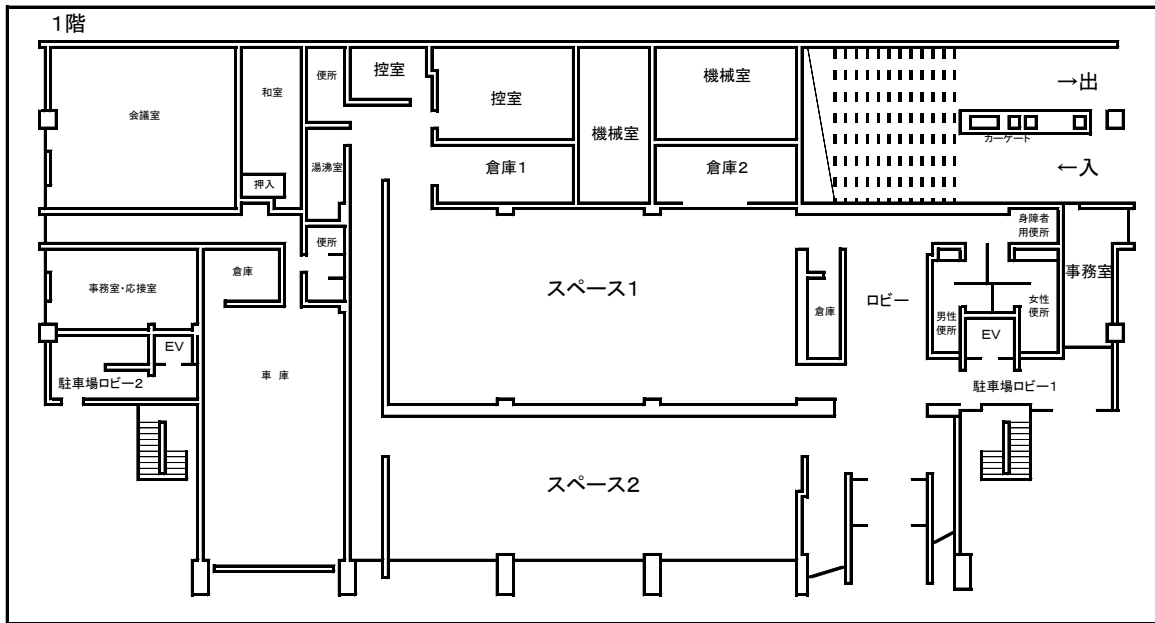 1階
会議室
和室
押入
便所
湯沸室
便所
控室
控室
倉庫1
機械室
機械室
倉庫2
→出
カーゲート
←入
身障者
用便所
事務室
事務室・応接室
倉庫
EV
駐車場ロビー2
車 庫
スペース1
倉庫
ロビー
男性
便所
女性
便所
EV
駐車場ロビー1
スペース2